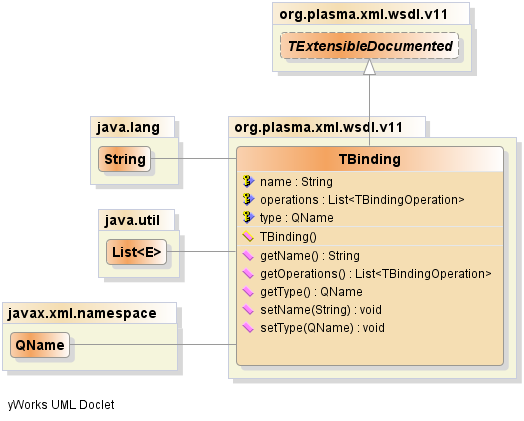 org.plasma.xml.wsdl.v11
TExtensibleDocumented
java.lang
String
org.plasma.xml.wsdl.v11
TBinding
name : String
operations : List<TBindingOperation>
type : QName
TBinding()
getName() : String
getOperations() : List<TBindingOperation>
getType() : QName
setName(String) : void
setType(QName) : void
java.util
List<E>
javax.xml.namespace
QName
yWorks UML Doclet